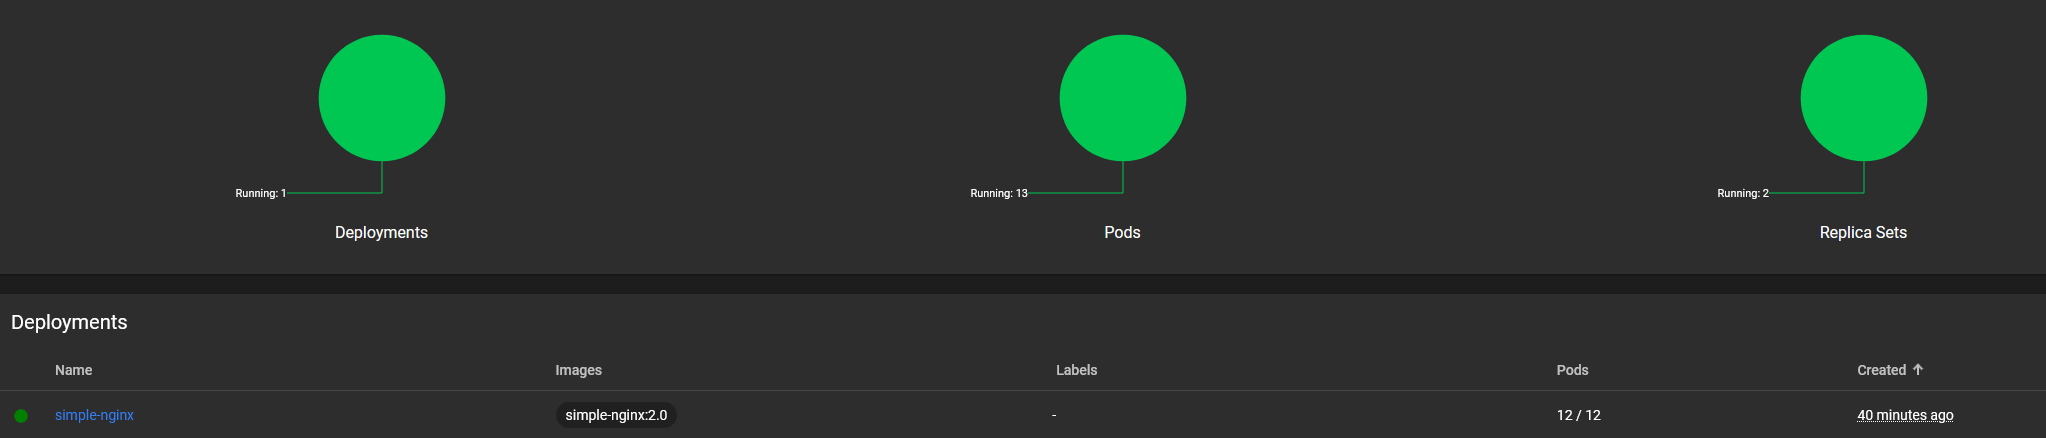 Running: 1
Running: 13
Running: 2
Deployments
Pods
Replica Sets
Deployments
Name Images Labels Pods Created ↑
simple-nginx simple-nginx:2.0 - 12 / 12 40 minutes ago